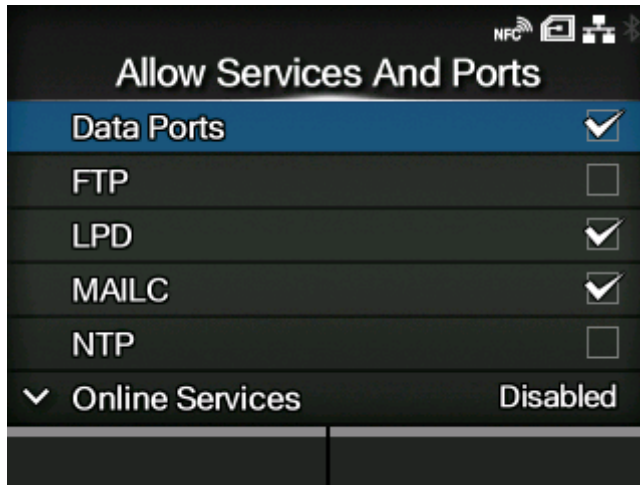 NFC
Allow Services And Ports
Data Ports
FTP
LPD
MAILC
NTP
Online Services Disabled